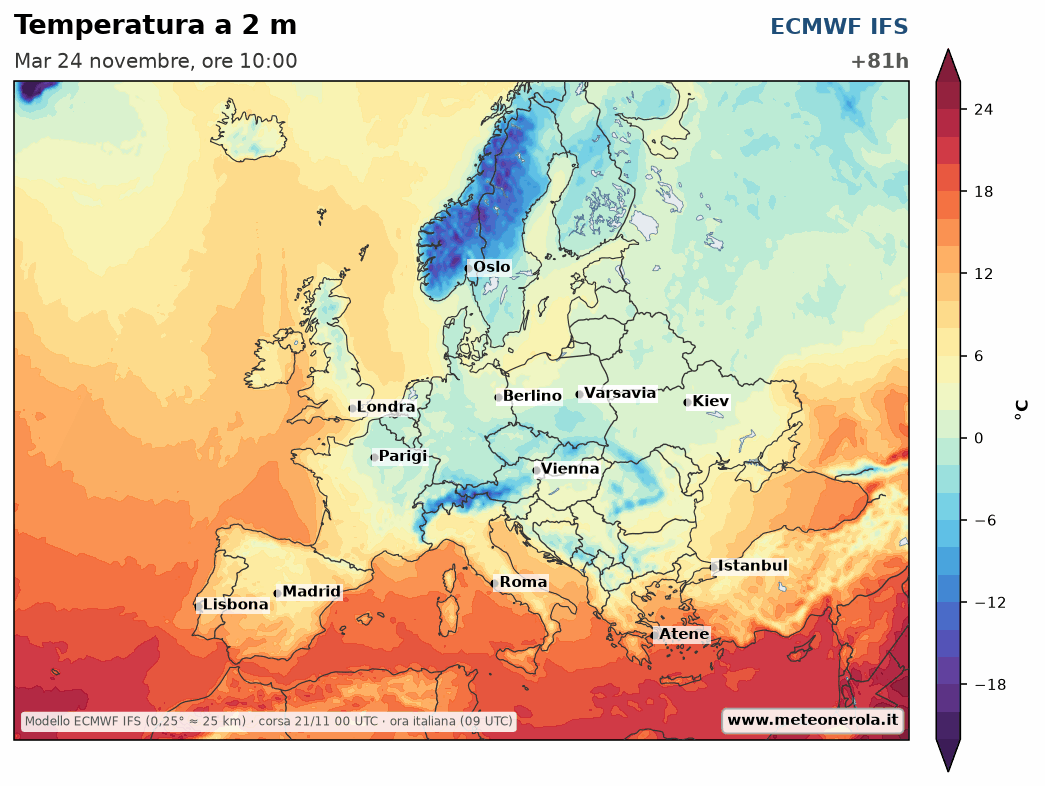 Temperatura a 2 m
ECMWF IFS
Mar 24 novembre, ore 10:00
+81h
24
18
12
6
0
−6
−12
−18
°C
Oslo
Londra
Berlino
Varsavia
Kiev
Parigi
Vienna
Istanbul
Roma
Madrid
Lisbona
Atene
Modello ECMWF IFS (0,25° ≈ 25 km) · corsa 21/11 00 UTC · ora italiana (09 UTC)
www.meteonerola.it